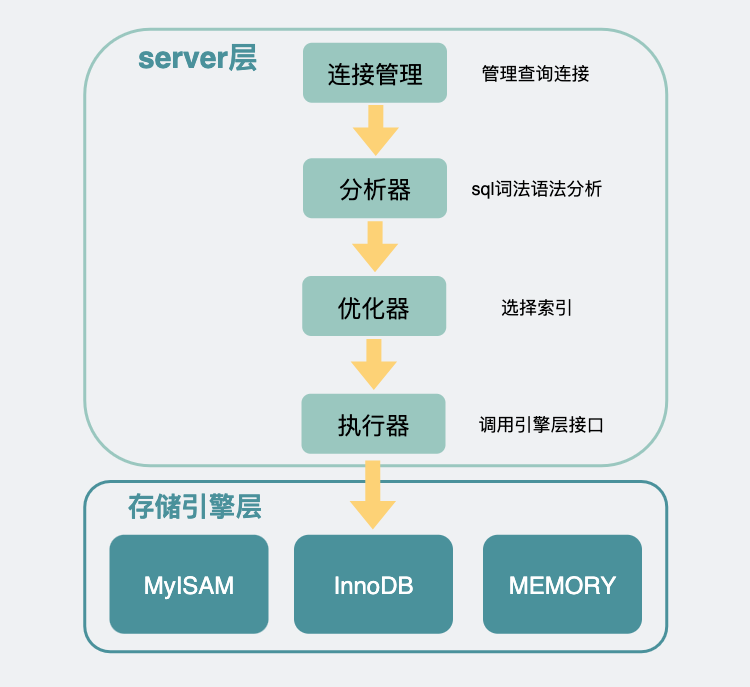 server层
连接管理
管理查询连接
分析器
sql词法语法分析
优化器
选择索引
执行器
调用引擎层接口
存储引擎层
MyISAM
InnoDB
MEMORY